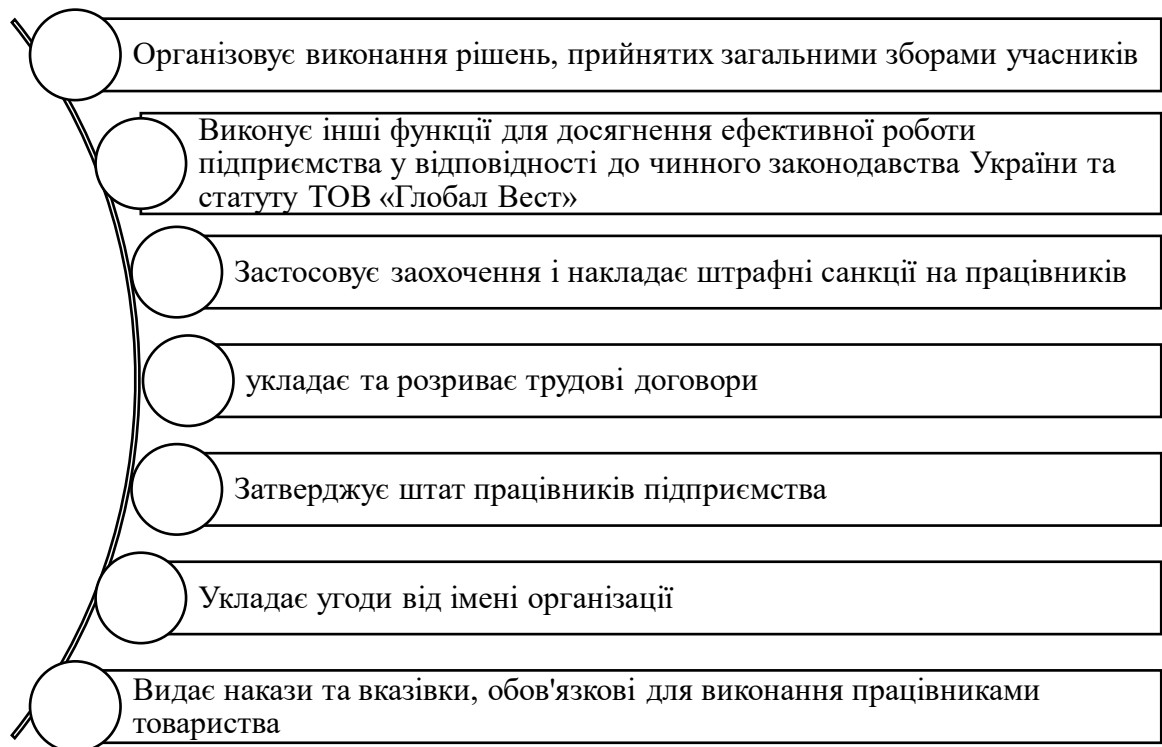 Організовує виконання рішень, прийнятих загальними зборами учасників
Виконує інші функції для досягнення ефективної роботи
підприємства у відповідності до чинного законодавства України та
статуту ТОВ «Глобал Вест»
Застосовує заохочення і накладає штрафні санкції на працівників
укладає та розриває трудові договори
Затверджує штат працівників підприємства
Укладає угоди від імені організації
Видає накази та вказівки, обов'язкові для виконання працівниками
товариства